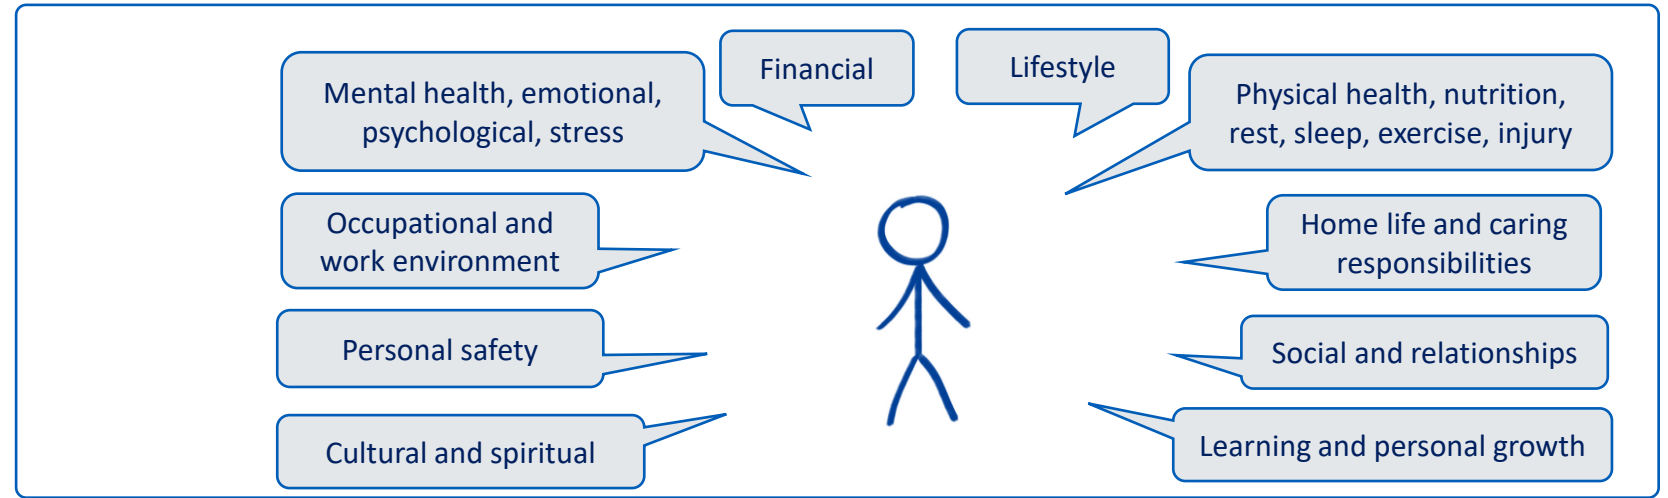 Financial
Lifestyle
Mental health, emotional,
psychological, stress
Physical health, nutrition,
rest, sleep, exercise, injury
Occupational and
work environment
Home life and caring
responsibilities
Personal safety
Social and relationships
Cultural and spiritual
Learning and personal growth